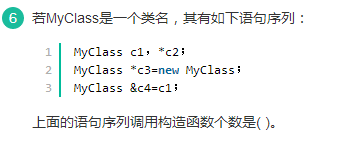 6 若MyClass是一个类名，其有如下语句序列：
1 MyClass c1，*c2；
2 MyClass *c3=new MyClass；
3 MyClass &c4=c1；
上面的语句序列调用构造函数个数是( )。